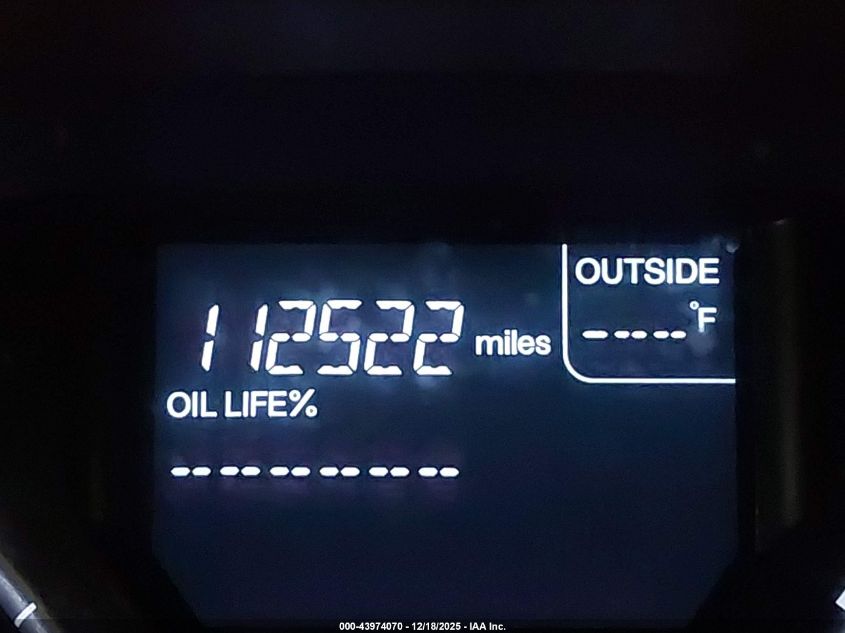 OUTSIDE
---°F
112522 miles
OIL LIFE%
------
000-43974070 - 12/18/2025 - IAA Inc.